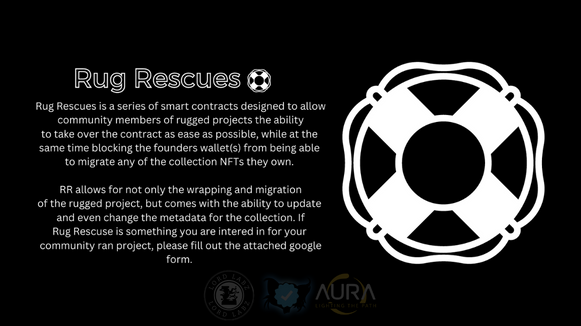 Rug Rescues
Rug Rescues is a series of smart contracts designed to allow
community members of rugged projects the ability
to take over the contract as ease as possible, while at the
same time blocking the founders wallet(s) from being able
to migrate any of the collection NFTs they own.
RR allows for not only the wrapping and migration
of the rugged project, but comes with the ability to update
and even change the metadata for the collection. If
Rug Rescuse is something you are intered in for your
community ran project, please fill out the attached google
form.
LORD LABZ
AURA